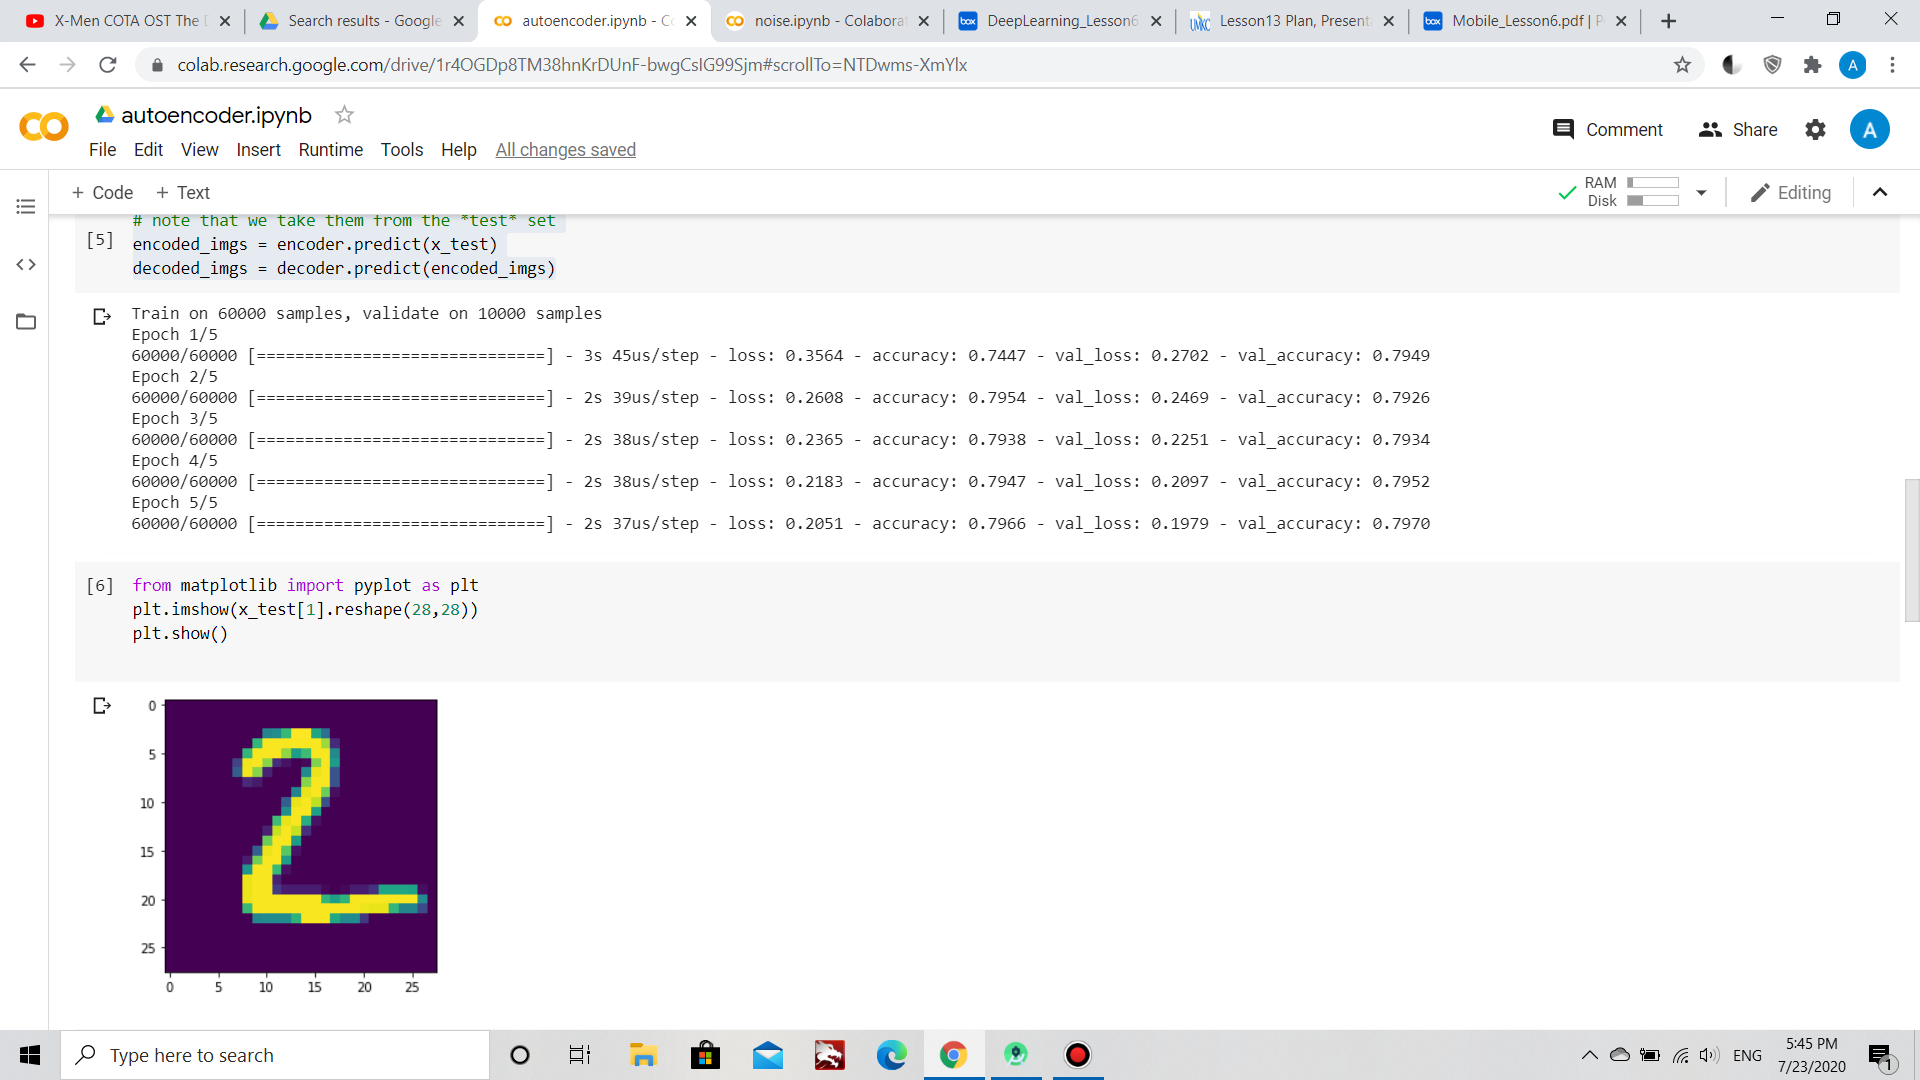 X-Men COTA OST The
Search results - Google
autoencoder.ipynb - Co
noise.ipynb - Colaborat
DeepLearning_Lesson6
Lesson13 Plan, Present
Mobile_Lesson6.pdf | P
colab.research.google.com/drive/1r4OGDp8TM38hnKrDUnF-bwgCsIG99Sjm#scrollTo=NTDwms-XmYlx
A
CO
autoencoder.ipynb
Comment
Share
A
File Edit View Insert Runtime Tools Help All changes saved
+ Code + Text
RAM
Disk
Editing
# note that we take them from the *test* set
[5] encoded_imgs = encoder.predict(x_test)
decoded_imgs = decoder.predict(encoded_imgs)
Train on 60000 samples, validate on 10000 samples
Epoch 1/5
60000/60000 [==============================] - 3s 45us/step - loss: 0.3564 - accuracy: 0.7447 - val_loss: 0.2702 - val_accuracy: 0.7949
Epoch 2/5
60000/60000 [==============================] - 2s 39us/step - loss: 0.2608 - accuracy: 0.7954 - val_loss: 0.2469 - val_accuracy: 0.7926
Epoch 3/5
60000/60000 [==============================] - 2s 38us/step - loss: 0.2365 - accuracy: 0.7938 - val_loss: 0.2251 - val_accuracy: 0.7934
Epoch 4/5
60000/60000 [==============================] - 2s 38us/step - loss: 0.2183 - accuracy: 0.7947 - val_loss: 0.2097 - val_accuracy: 0.7952
Epoch 5/5
60000/60000 [==============================] - 2s 37us/step - loss: 0.2051 - accuracy: 0.7966 - val_loss: 0.1979 - val_accuracy: 0.7970
[6] from matplotlib import pyplot as plt
plt.imshow(x_test[1].reshape(28,28))
plt.show()
0
5
10
15
20
25
0 5 10 15 20 25
2
Type here to search
ENG
5:45 PM
7/23/2020
1